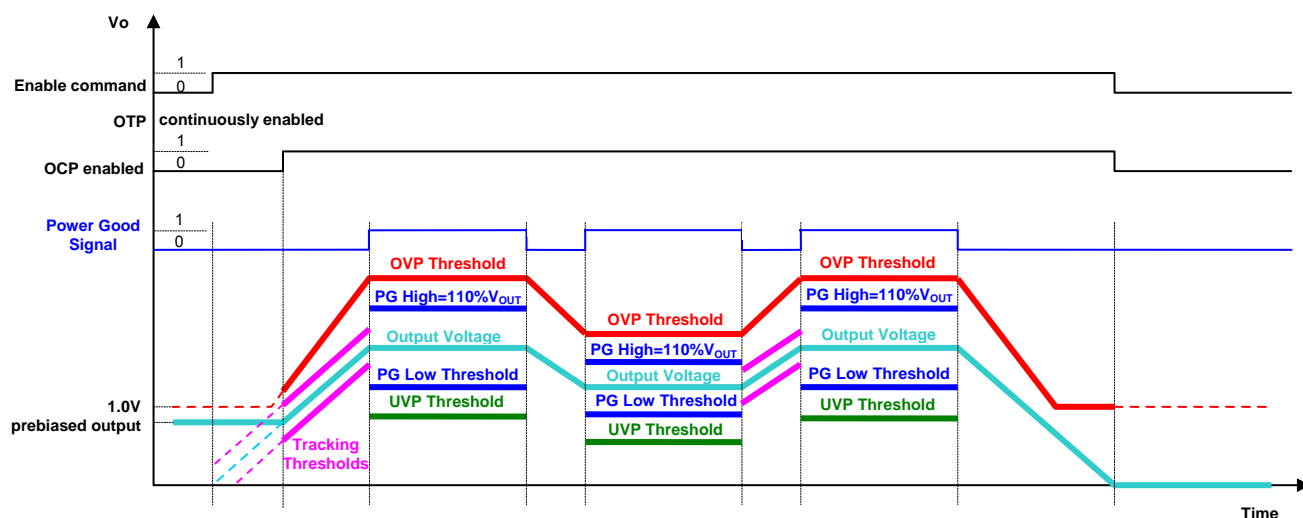 Vo
1
Enable command
0
OTP
continuously enabled
1
OCP enabled
0
Power Good
Signal
1
0
OVP Threshold
PG High=110%VOUT
Output Voltage
PG Low Threshold
UVP Threshold
OVP Threshold
PG High=110%VOUT
Output Voltage
PG Low Threshold
UVP Threshold
OVP Threshold
PG High=110%VOUT
Output Voltage
PG Low Threshold
UVP Threshold
1.0V
prebiased output
Tracking
Thresholds
Time